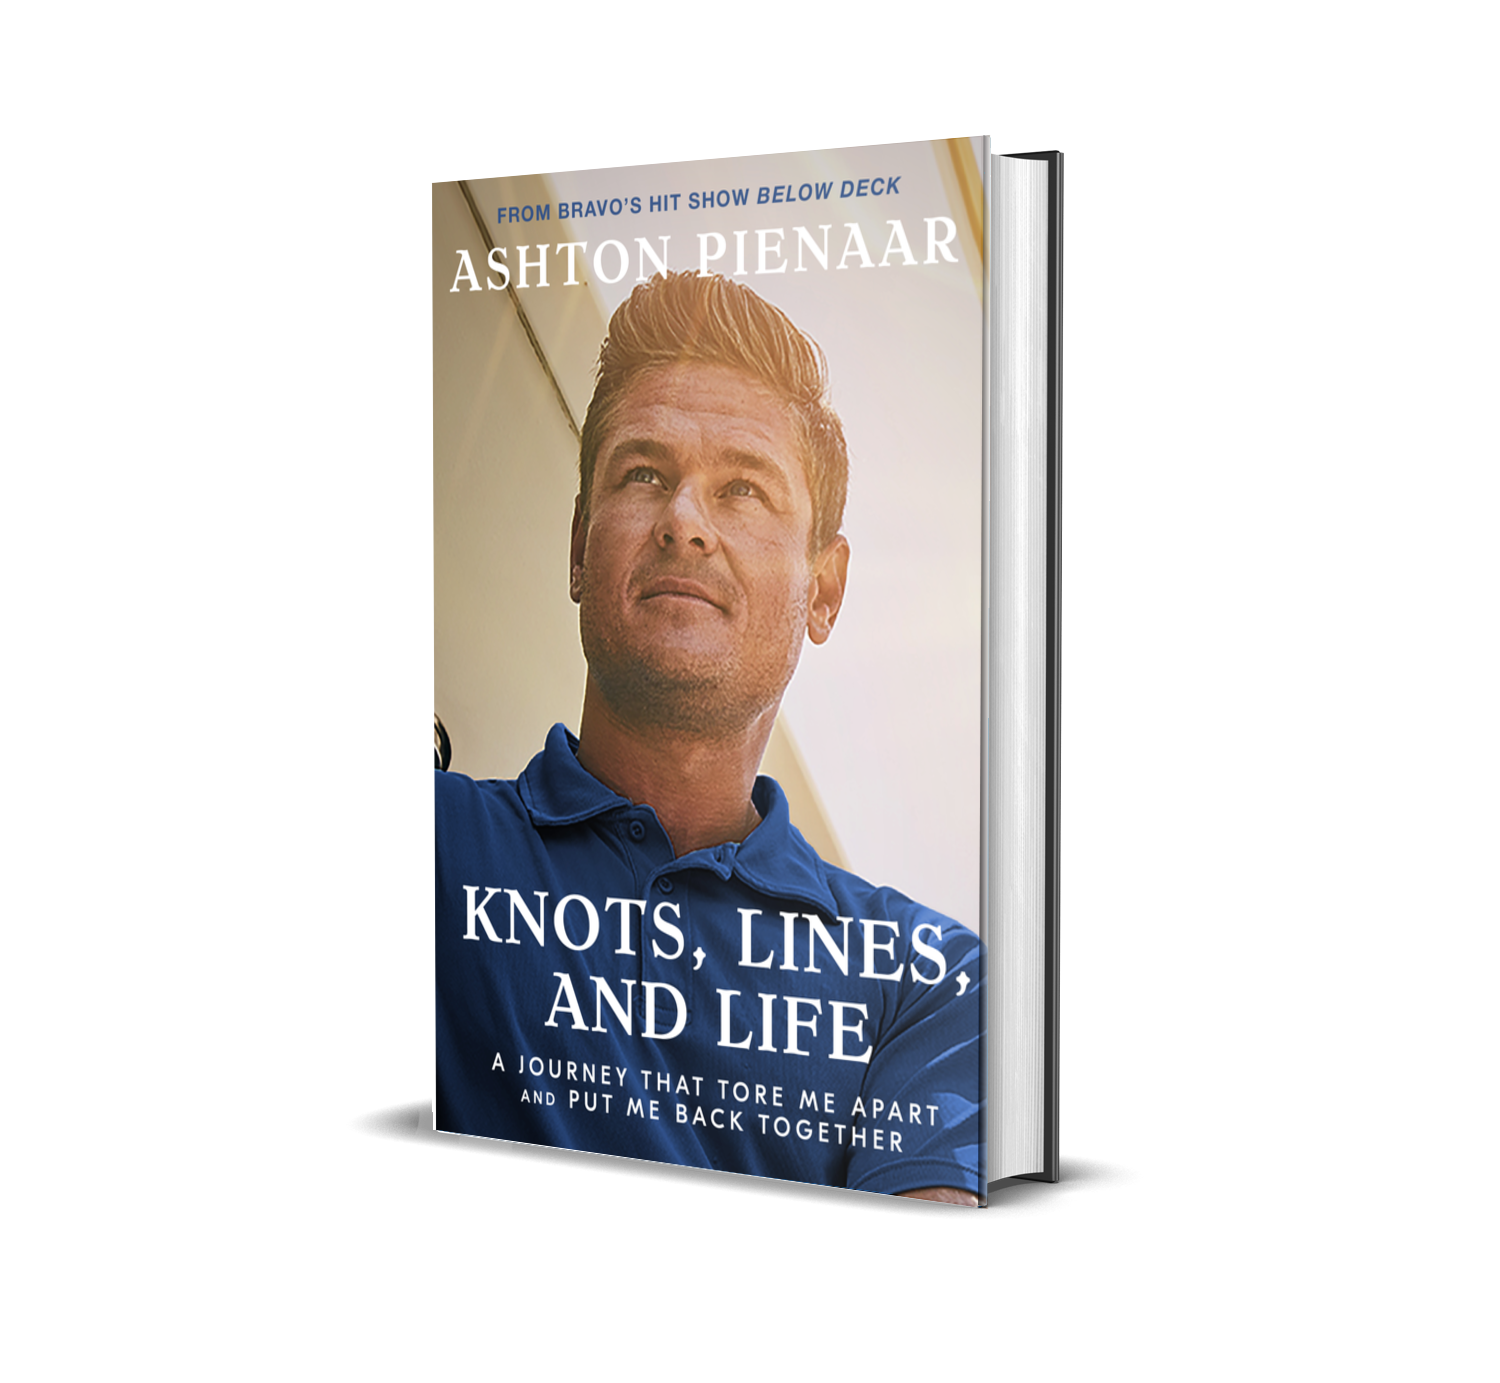 FROM BRAVO'S HIT SHOW BELOW DECK
ASHTON PIENAAR
KNOTS, LINES,
AND LIFE
A JOURNEY THAT TORE ME APART
AND PUT ME BACK TOGETHER